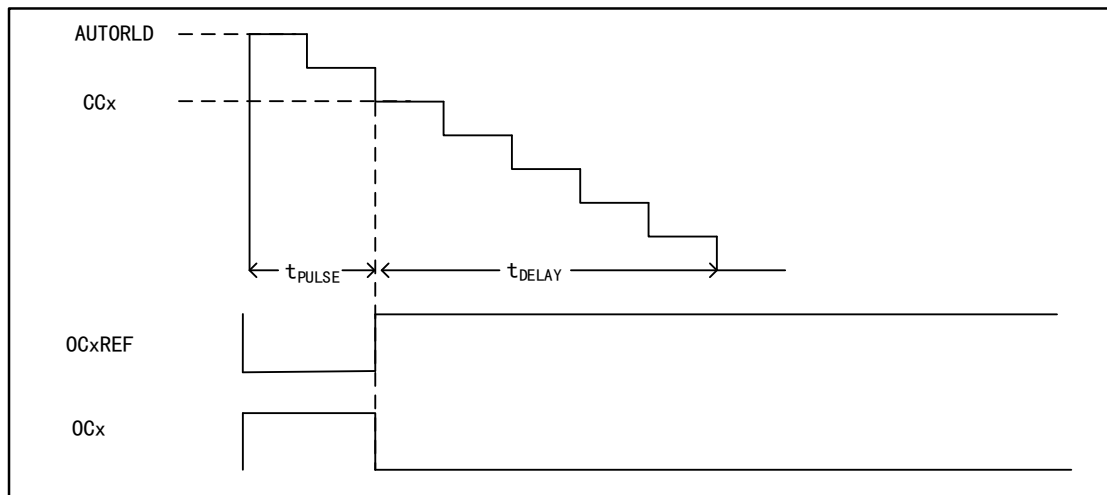 AUTORLD
CCx
tPULSE
tDELAY
OCxREF
OCx